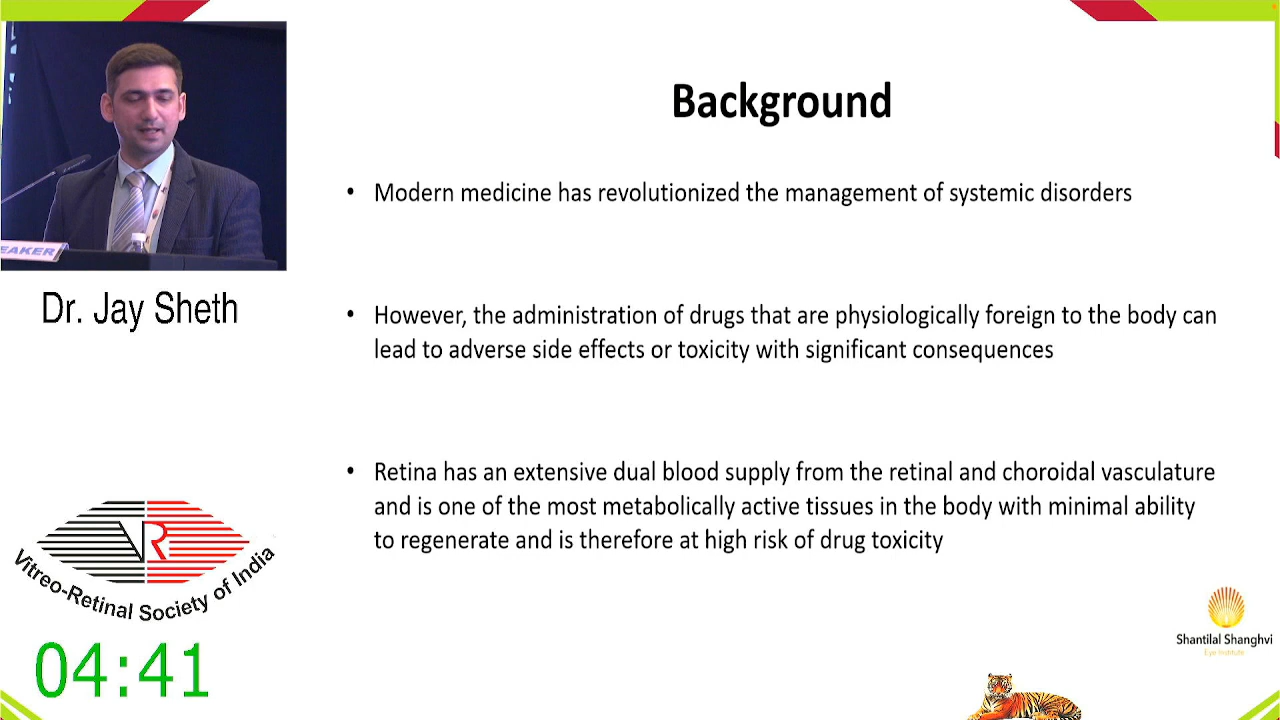 Background
• Modern medicine has revolutionized the management of systemic disorders
• However, the administration of drugs that are physiologically foreign to the body can
lead to adverse side effects or toxicity with significant consequences
• Retina has an extensive dual blood supply from the retinal and choroidal vasculature
and is one of the most metabolically active tissues in the body with minimal ability
to regenerate and is therefore at high risk of drug toxicity
EAKER
Dr. Jay Sheth
VR
Vitreo-Retinal Society of India
04:41
Shantilal Shanghvi
Eye Institute